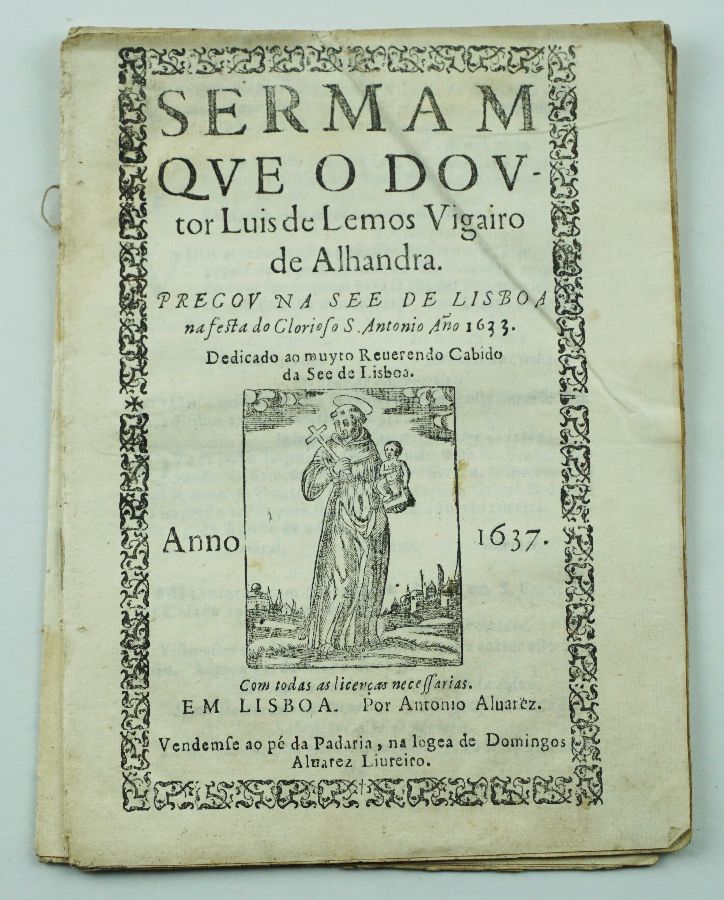 SERMAM
QVE O DOV-
tor Luis de Lemos Vigairo
de Alhandra.
PREGOV NA SEE DE LISBOA
na feſta do Glorioſo S. Antonio Año 1633.
Dedicado ao muyto Reuerendo Cabido
da See de Lisboa.
Anno 1637.
Com todas as licenças neceſſarias.
EM LISBOA. Por Antonio Aluarez.
Vendemſe ao pé da Padaria, na logea de Domingos
Aluarez Liureiro.